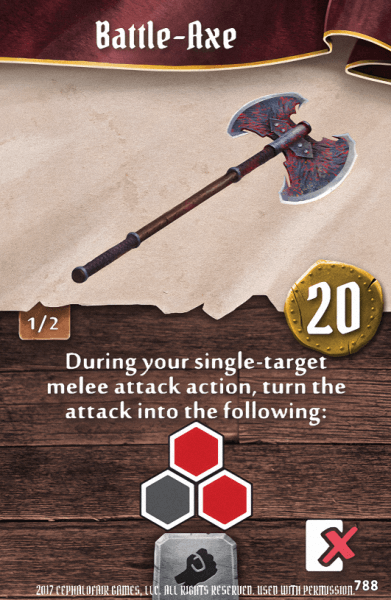 Battle-Axe
20
1/2
During your single-target
melee attack action, turn the
attack into the following:
2017 CEPHALOFAIR GAMES, LLC. ALL RIGHTS RESERVED. USED WITH PERMISSION.
788